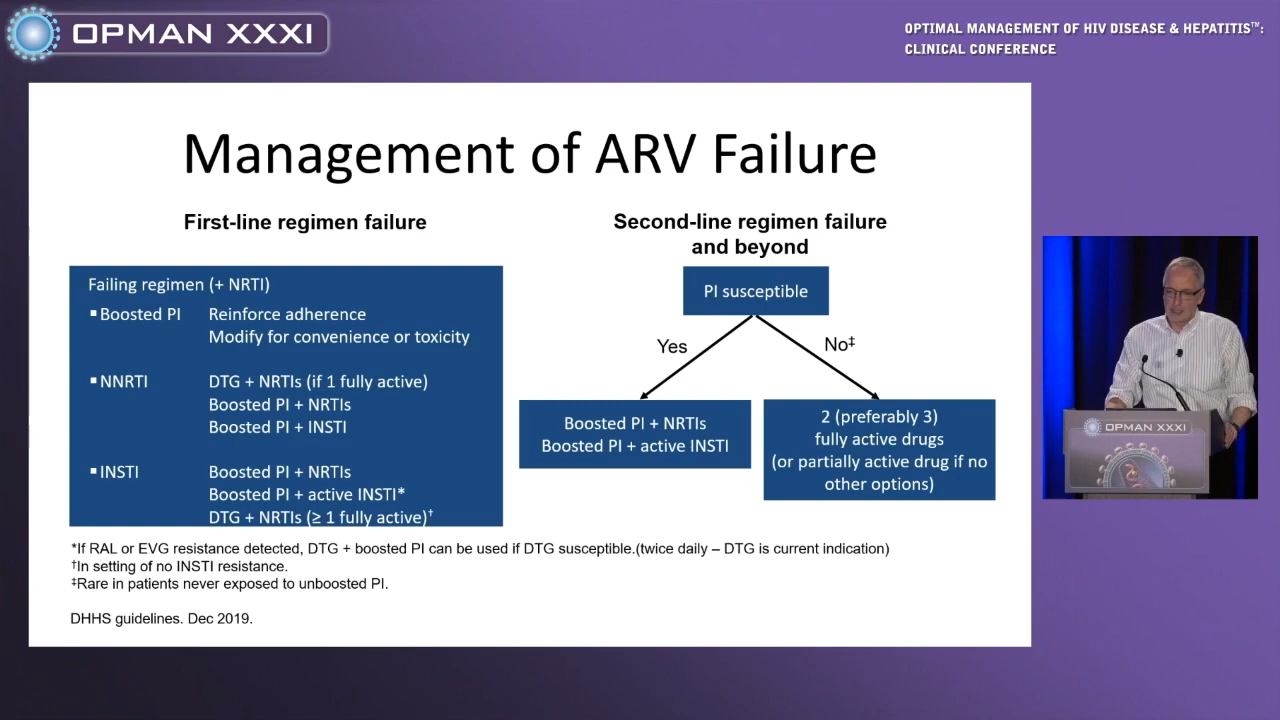 OPMAN XXXI
OPTIMAL MANAGEMENT OF HIV DISEASE & HEPATITIS™:
CLINICAL CONFERENCE
Management of ARV Failure
First-line regimen failure
Failing regimen (+ NRTI)
▪Boosted PI Reinforce adherence
Modify for convenience or toxicity
▪NNRTI DTG + NRTIs (if 1 fully active)
Boosted PI + NRTIs
Boosted PI + INSTI
▪INSTI Boosted PI + NRTIs
Boosted PI + active INSTI*
DTG + NRTIs (≥ 1 fully active)†
Second-line regimen failure
and beyond
PI susceptible
Yes
No‡
Boosted PI + NRTIs
Boosted PI + active INSTI
2 (preferably 3)
fully active drugs
(or partially active drug if no
other options)
*If RAL or EVG resistance detected, DTG + boosted PI can be used if DTG susceptible.(twice daily – DTG is current indication)
†In setting of no INSTI resistance.
‡Rare in patients never exposed to unboosted PI.
DHHS guidelines. Dec 2019.
OPMAN XXXI